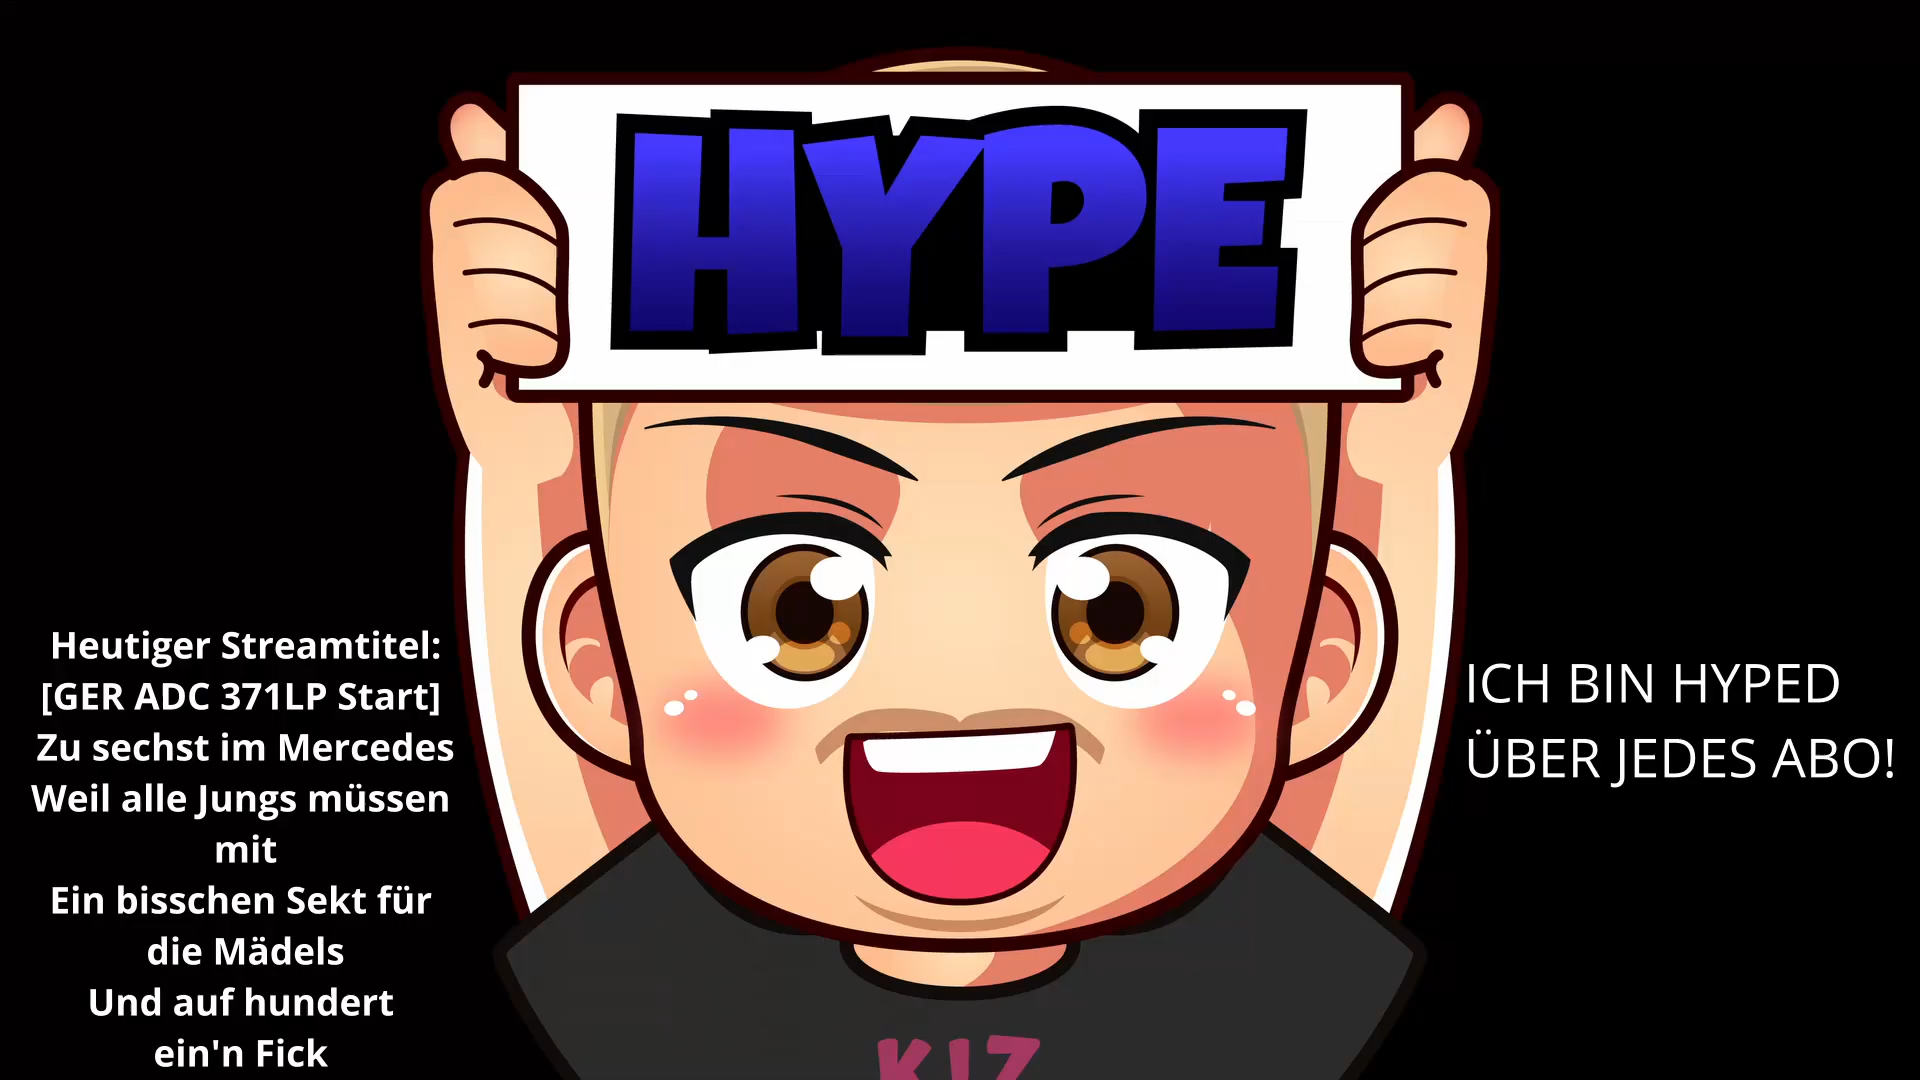 HYPE
Heutiger Streamtitel:
[GER ADC 371LP Start]
Zu sechst im Mercedes
Weil alle Jungs müssen
mit
Ein bisschen Sekt für
die Mädels
Und auf hundert
ein'n Fick
ICH BIN HYPED
ÜBER JEDES ABO!
KIZ